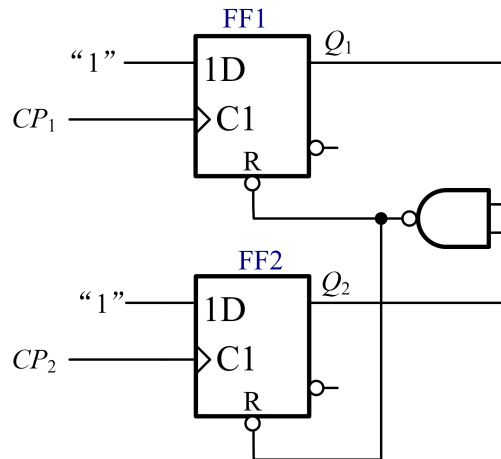 FF1
Q₁
“1”
1D
CP₁
C1
R
FF2
Q₂
“1”
1D
CP₂
C1
R